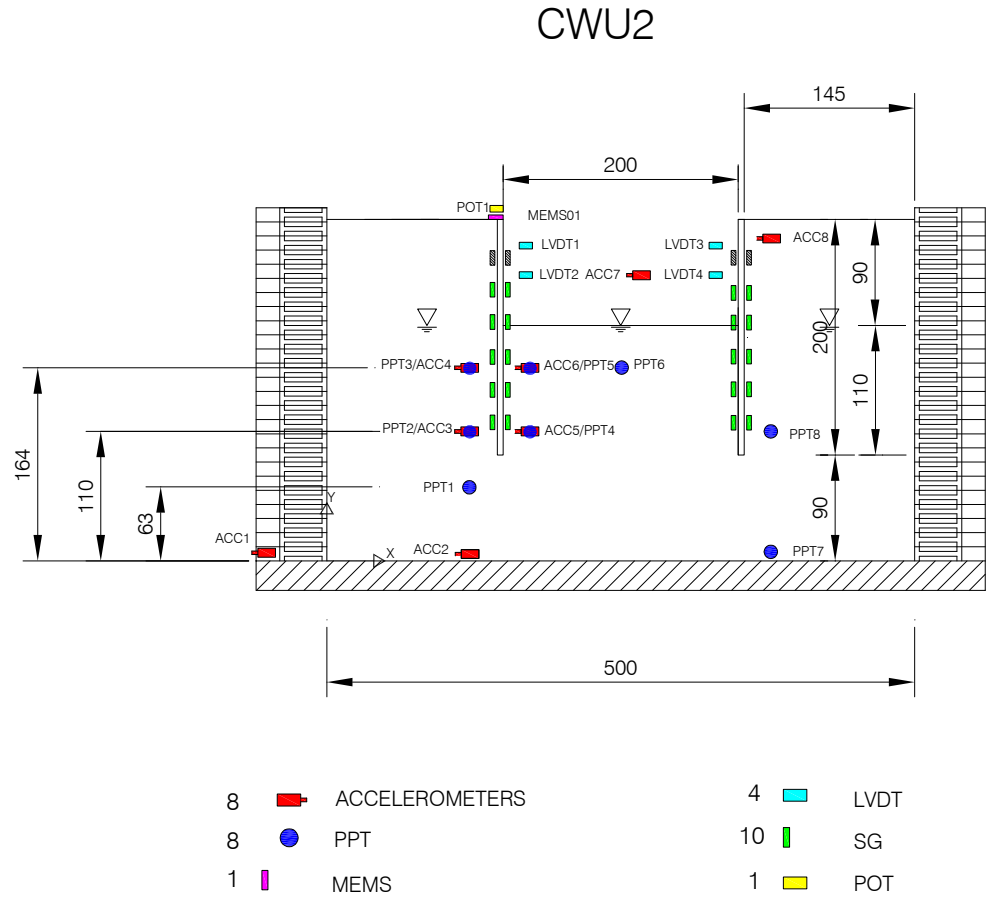 CWU2
145
200
POT1
MEMS01
LVDT1
LVDT3
ACC8
LVDT2
ACC7
LVDT4
90
200
PPT3/ACC4
ACC6/PPT5
PPT6
110
PPT2/ACC3
ACC5/PPT4
PPT8
164
110
63
PPT1
Y
90
ACC1
X
ACC2
PPT7
500
8 ACCELEROMETERS
8 PPT
1 MEMS
4 LVDT
10 SG
1 POT